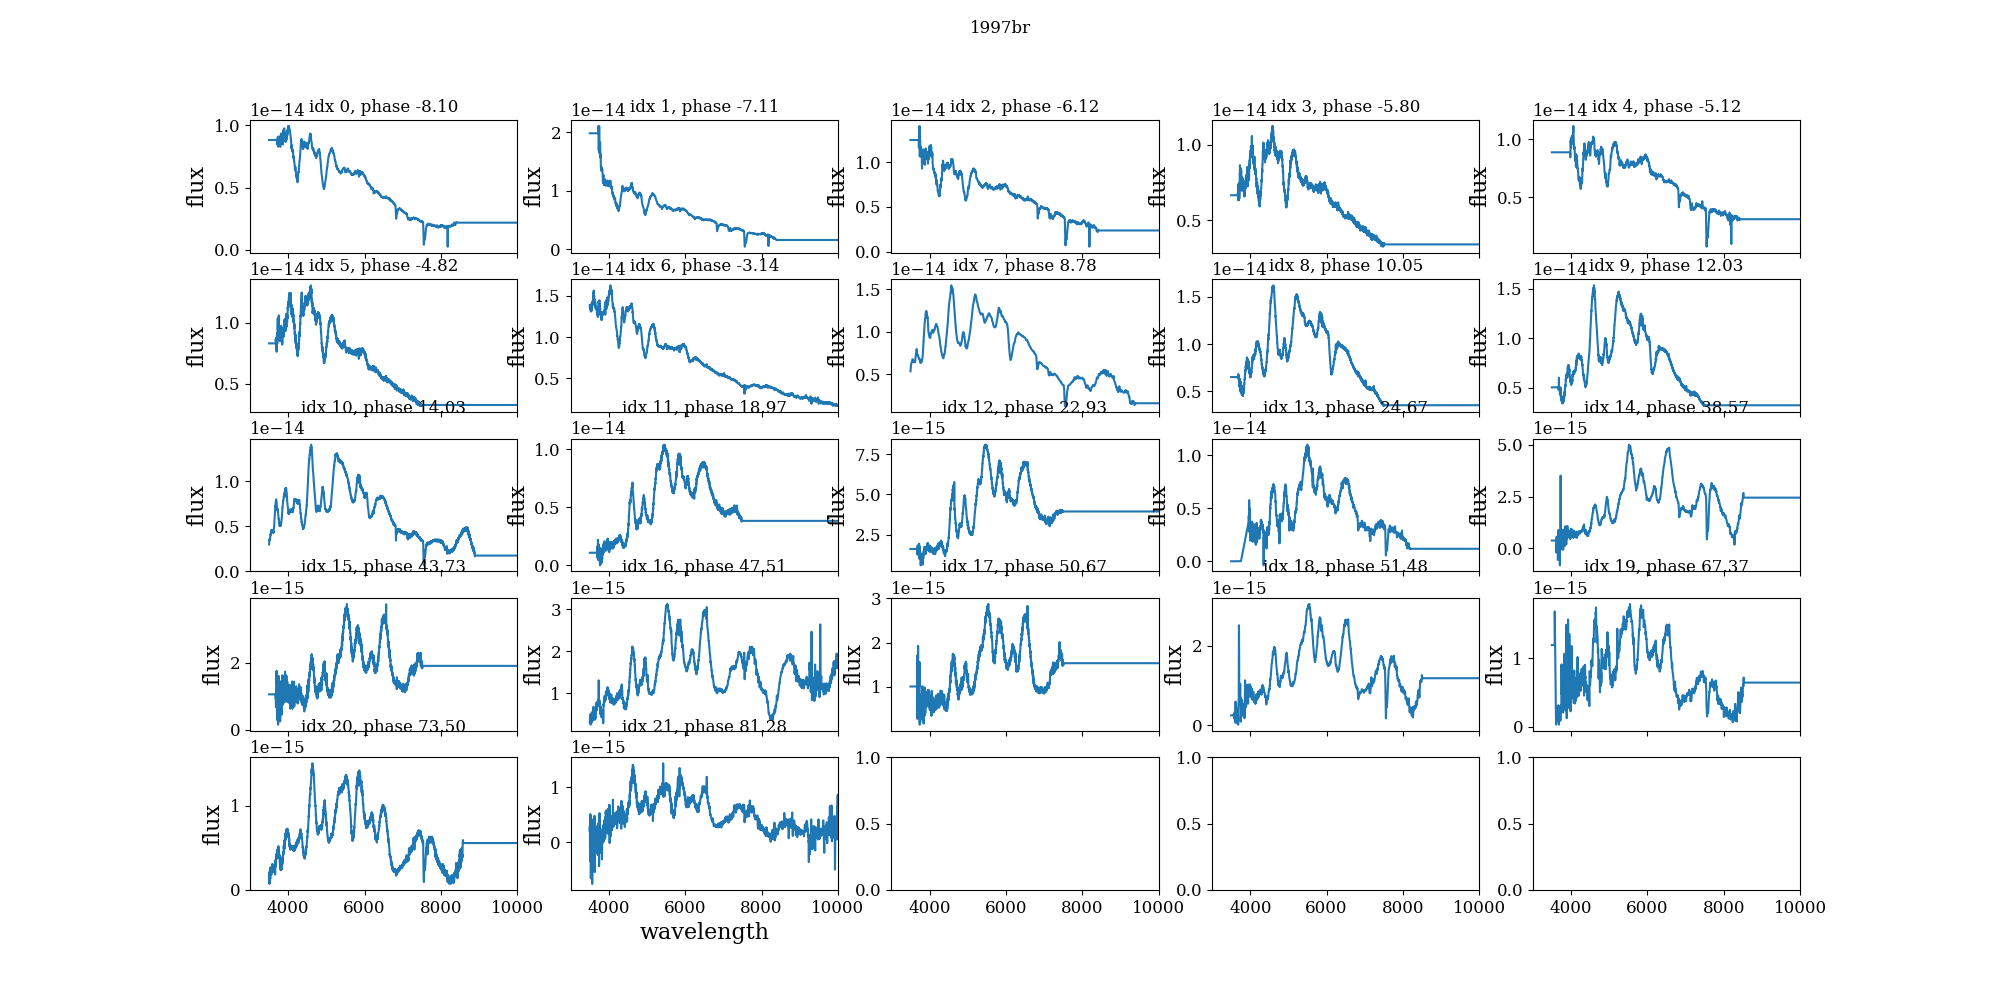 1997br
1e−14 idx 0, phase -8.10
1e−14 idx 1, phase -7.11
1e−14 idx 2, phase -6.12
1e−14 idx 3, phase -5.80
1e−14 idx 4, phase -5.12
1.0
0.5
0.0
flux
2
1
0
flux
1.0
0.5
0.0
flux
1.0
0.5
flux
1.0
0.5
flux
1e−14 idx 5, phase -4.82
1e−14 idx 6, phase -3.14
1e−14 idx 7, phase 8.78
1e−14 idx 8, phase 10.05
1e−14 idx 9, phase 12.03
1.0
0.5
flux
1.5
1.0
0.5
flux
1.5
1.0
0.5
flux
1.5
1.0
0.5
flux
1.5
1.0
0.5
flux
idx 10, phase 14.03
idx 11, phase 18.97
idx 12, phase 22.93
idx 13, phase 24.67
idx 14, phase 38.57
1e−14
1.0
0.5
0.0
flux
1e−14
1.0
0.5
0.0
flux
1e−15
7.5
5.0
2.5
flux
1e−14
1.0
0.5
0.0
flux
1e−15
5.0
2.5
0.0
flux
idx 15, phase 43.73
idx 16, phase 47.51
idx 17, phase 50.67
idx 18, phase 51.48
idx 19, phase 67.37
1e−15
2
0
flux
1e−15
3
2
1
flux
1e−15
3
2
1
flux
1e−15
2
0
flux
1e−15
1
0
flux
idx 20, phase 73.50
idx 21, phase 81.28
1e−15
1
0
flux
4000 6000 8000 10000
1e−15
1
0
flux
4000 6000 8000 10000
wavelength
1.0
0.5
0.0
4000 6000 8000 10000
1.0
0.5
0.0
4000 6000 8000 10000
1.0
0.5
0.0
4000 6000 8000 10000